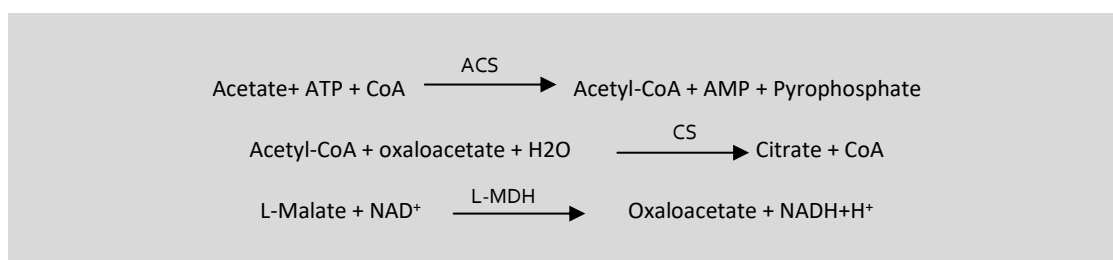 ACS
Acetate+ ATP + CoA Acetyl-CoA + AMP + Pyrophosphate
CS
Acetyl-CoA + oxaloacetate + H2O Citrate + CoA
L-MDH
L-Malate + NAD⁺ Oxaloacetate + NADH+H⁺